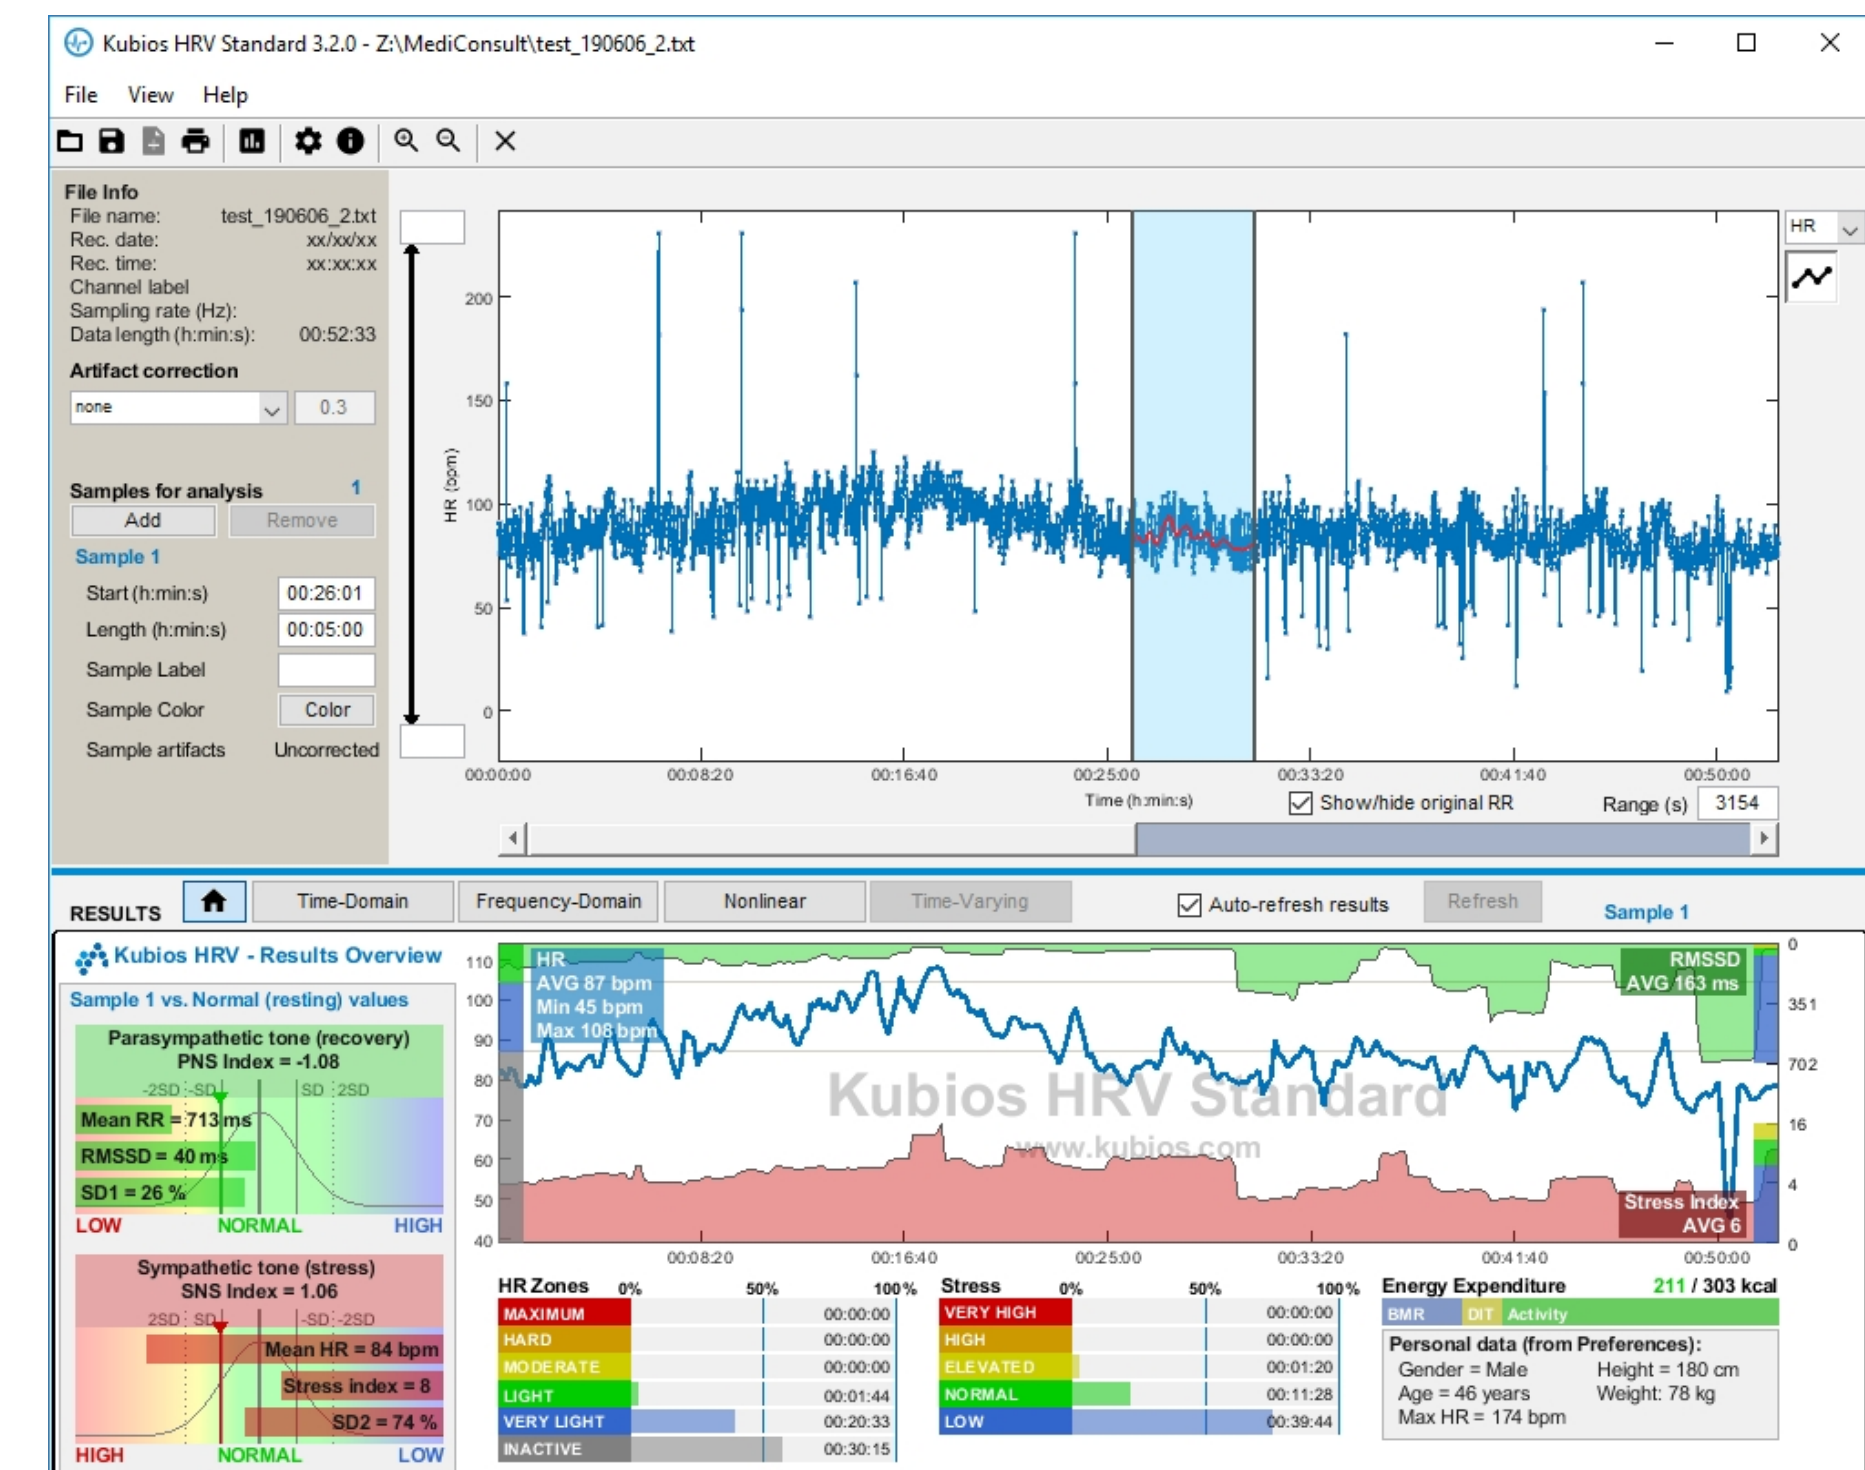 Kubios HRV Standard 3.2.0 - Z:\MediConsult\test_190606_2.txt
File View Help
File Info
File name: test_190606_2.txt
Rec. date: xx/xx/xx
Rec. time: xx:xx:xx
Channel label
Sampling rate (Hz):
Data length (h:min:s): 00:52:33
Artifact correction
none 0.3
Samples for analysis 1
Add Remove
Sample 1
Start (h:min:s) 00:26:01
Length (h:min:s) 00:05:00
Sample Label
Sample Color Color
Sample artifacts Uncorrected
HR
200
150
100
50
0
HR (bpm)
00:00:00 00:08:20 00:16:40 00:25:00 00:33:20 00:41:40 00:50:00
Time (h:min:s)
Show/hide original RR
Range (s) 3154
RESULTS Time-Domain Frequency-Domain Nonlinear Time-Varying Auto-refresh results Refresh Sample 1
Kubios HRV - Results Overview
Sample 1 vs. Normal (resting) values
Parasympathetic tone (recovery)
PNS Index = -1.08
-2SD -SD SD 2SD
Mean RR = 713 ms
RMSSD = 40 ms
SD1 = 26 %
LOW NORMAL HIGH
Sympathetic tone (stress)
SNS Index = 1.06
2SD SD -SD -2SD
Mean HR = 84 bpm
Stress index = 8
SD2 = 74 %
HIGH NORMAL LOW
110
100
90
80
70
60
50
40
HR
AVG 87 bpm
Min 45 bpm
Max 108 bpm
RMSSD
AVG 163 ms
0
351
702
16
4
0
Kubios HRV Standard
www.kubios.com
Stress Index
AVG 6
00:08:20 00:16:40 00:25:00 00:33:20 00:41:40 00:50:00
HR Zones 0% 50% 100%
MAXIMUM 00:00:00
HARD 00:00:00
MODERATE 00:00:00
LIGHT 00:01:44
VERY LIGHT 00:20:33
INACTIVE 00:30:15
Stress 0% 50% 100%
VERY HIGH 00:00:00
HIGH 00:00:00
ELEVATED 00:01:20
NORMAL 00:11:28
LOW 00:39:44
Energy Expenditure 211 / 303 kcal
BMR DIT Activity
Personal data (from Preferences):
Gender = Male Height = 180 cm
Age = 46 years Weight: 78 kg
Max HR = 174 bpm